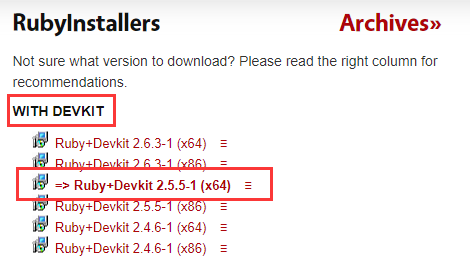 RubyInstallers Archives»
Not sure what version to download? Please read the right column for
recommendations.
WITH DEVKIT
Ruby+Devkit 2.6.3-1 (x64) ≡
Ruby+Devkit 2.6.3-1 (x86) ≡
=> Ruby+Devkit 2.5.5-1 (x64) ≡
Ruby+Devkit 2.5.5-1 (x86) ≡
Ruby+Devkit 2.4.6-1 (x64) ≡
Ruby+Devkit 2.4.6-1 (x86) ≡